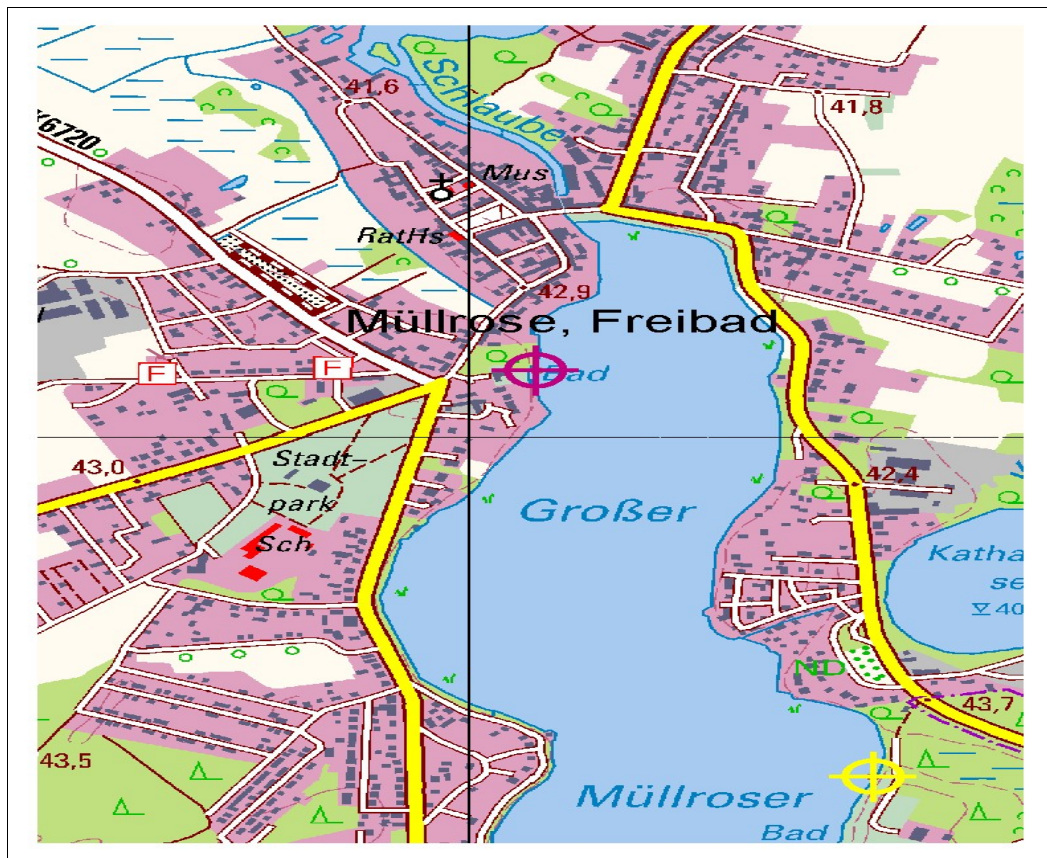 Schlaube
41,6
41,8
K6720
Mus
RatHs
42,9
Müllrose, Freibad
F
F
Bad
43,0
Stadt-
park
42,4
Großer
Sch
Katha
se
40
ND
43,7
43,5
Müllroser
Bad